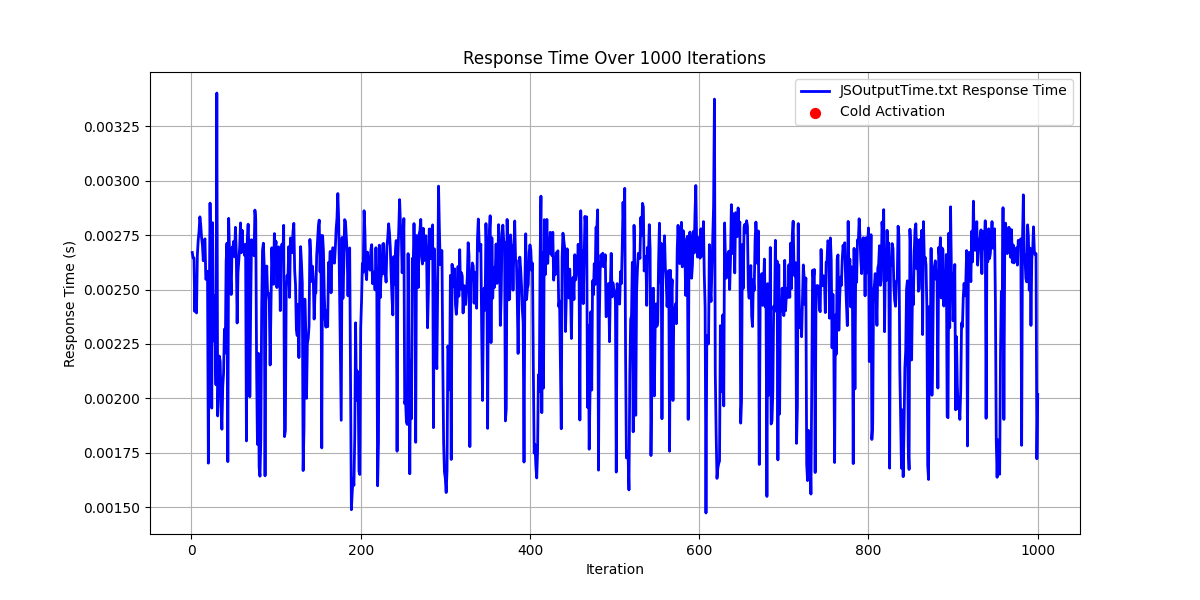 Response Time Over 1000 Iterations
JSOutputTime.txt Response Time
Cold Activation
0.00325
0.00300
0.00275
0.00250
0.00225
0.00200
0.00175
0.00150
Response Time (s)
0 200 400 600 800 1000
Iteration